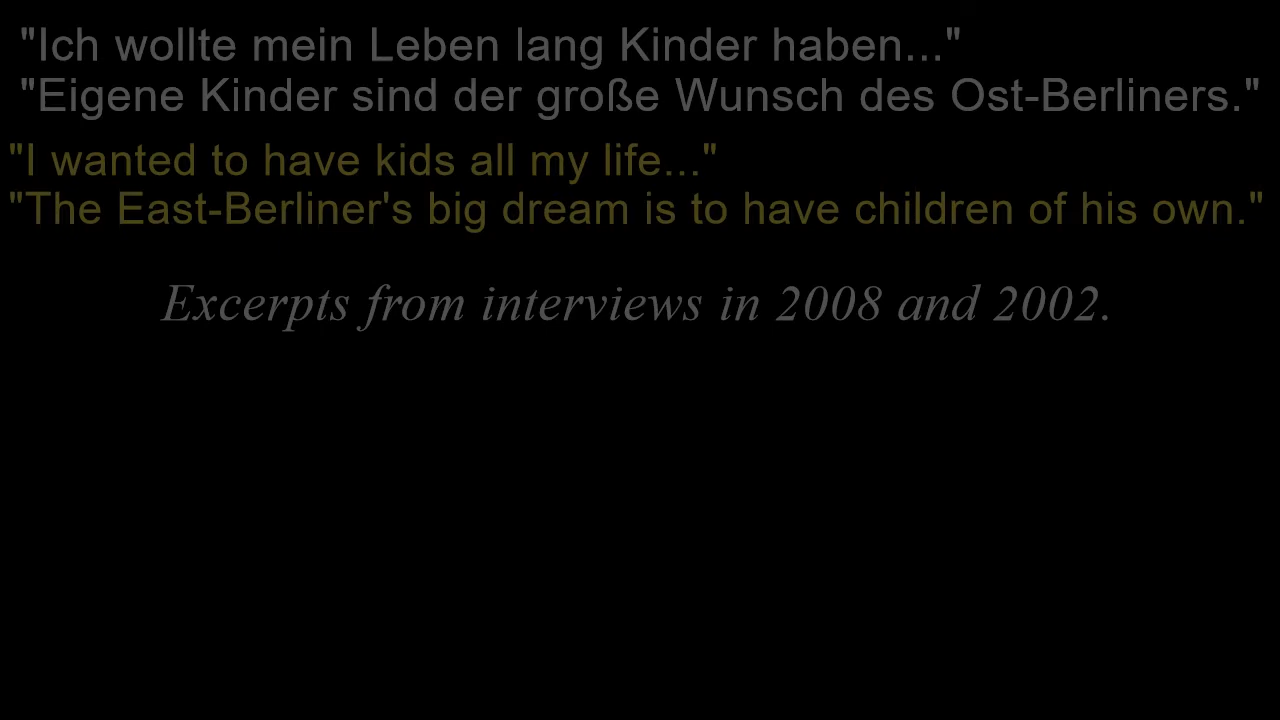 "Ich wollte mein Leben lang Kinder haben..."
"Eigene Kinder sind der große Wunsch des Ost-Berliners."
"I wanted to have kids all my life..."
"The East-Berliner's big dream is to have children of his own."
Excerpts from interviews in 2008 and 2002.